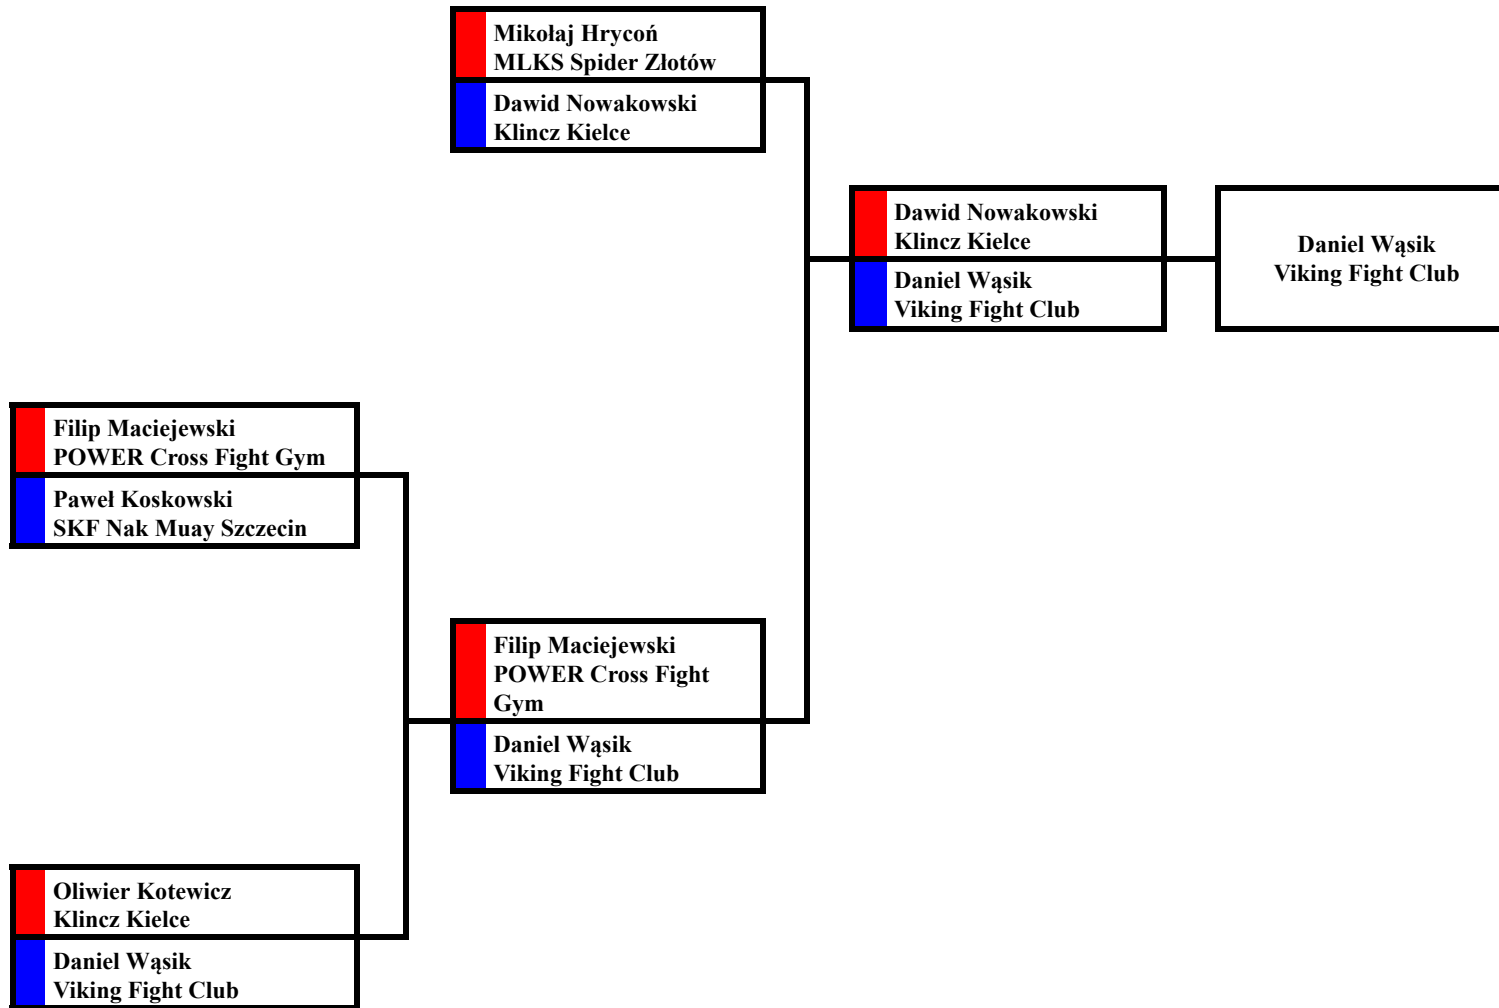 Mikołaj Hrycoń
MLKS Spider Złotów
Dawid Nowakowski
Klincz Kielce
Dawid Nowakowski
Klincz Kielce
Daniel Wąsik
Viking Fight Club
Daniel Wąsik
Viking Fight Club
Filip Maciejewski
POWER Cross Fight Gym
Paweł Koskowski
SKF Nak Muay Szczecin
Filip Maciejewski
POWER Cross Fight
Gym
Daniel Wąsik
Viking Fight Club
Oliwier Kotewicz
Klincz Kielce
Daniel Wąsik
Viking Fight Club